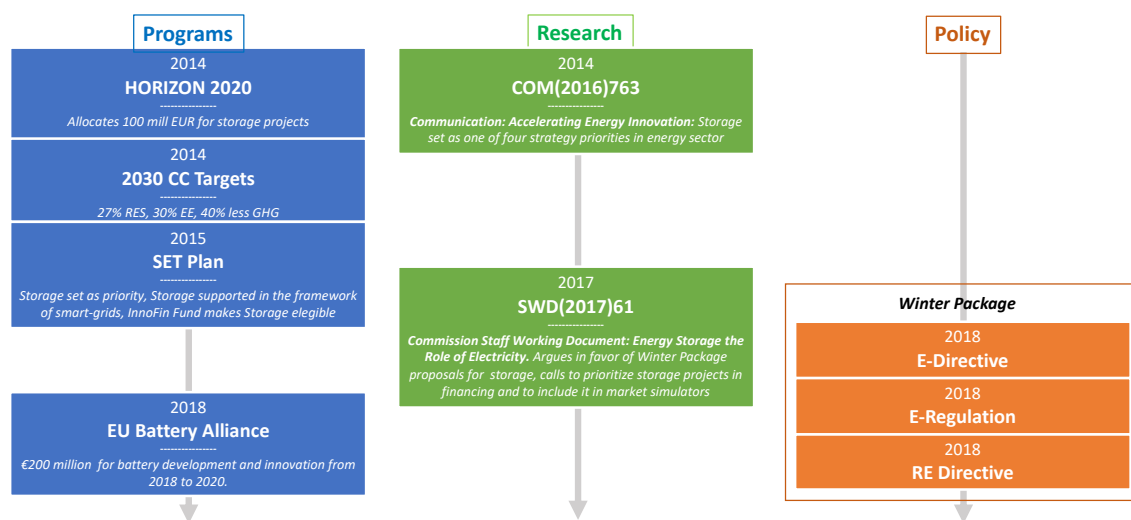 Programs
2014
HORIZON 2020
----------------
Allocates 100 mill EUR for storage projects
2014
2030 CC Targets
----------------
27% RES, 30% EE, 40% less GHG
2015
SET Plan
----------------
Storage set as priority, Storage supported in the framework
of smart-grids, InnoFin Fund makes Storage elegible
2018
EU Battery Alliance
----------------
€200 million for battery development and innovation from
2018 to 2020.
Research
2014
COM(2016)763
----------------
Communication: Accelerating Energy Innovation: Storage
set as one of four strategy priorities in energy sector
2017
SWD(2017)61
----------------
Commission Staff Working Document: Energy Storage the
Role of Electricity. Argues in favor of Winter Package
proposals for storage, calls to prioritize storage projects in
financing and to include it in market simulators
Policy
Winter Package
2018
E-Directive
2018
E-Regulation
2018
RE Directive